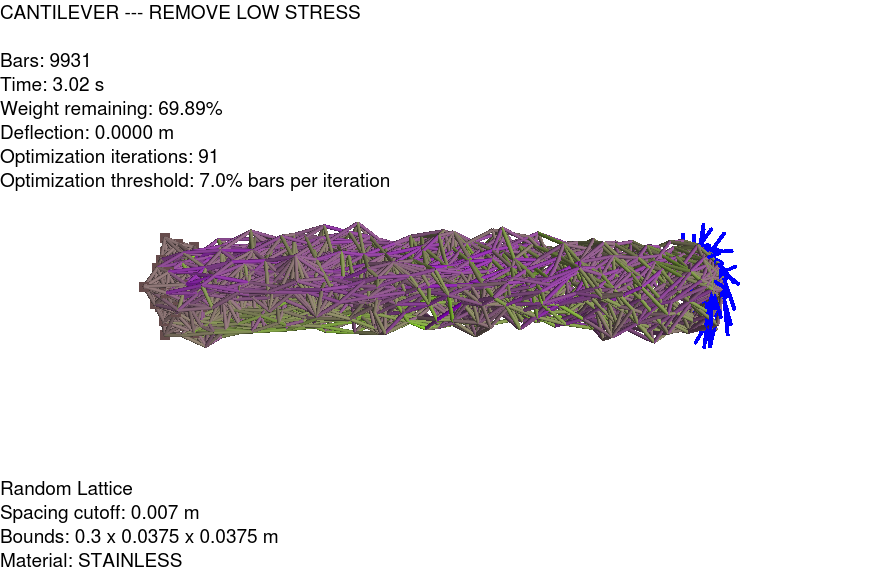 CANTILEVER --- REMOVE LOW STRESS
Bars: 9931
Time: 3.02 s
Weight remaining: 69.89%
Deflection: 0.0000 m
Optimization iterations: 91
Optimization threshold: 7.0% bars per iteration
Random Lattice
Spacing cutoff: 0.007 m
Bounds: 0.3 x 0.0375 x 0.0375 m
Material: STAINLESS